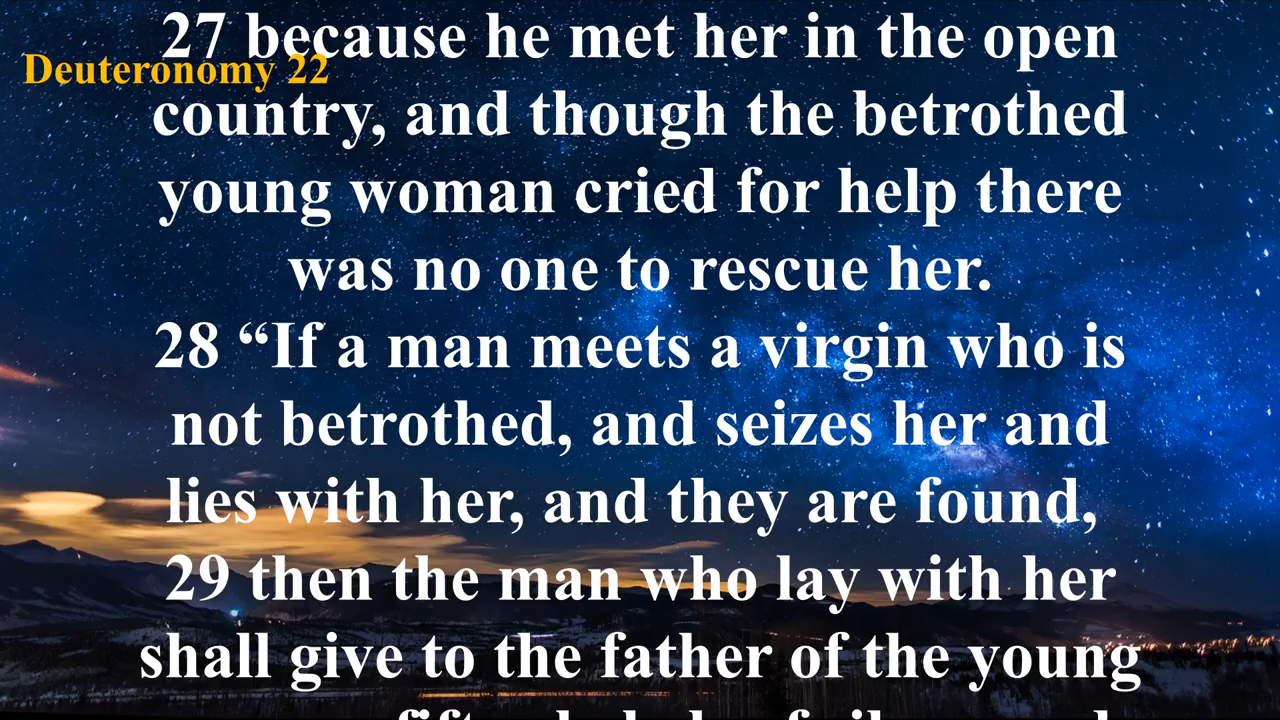 27 because he met her in the open
Deuteronomy 22
country, and though the betrothed
young woman cried for help there
was no one to rescue her.
28 “If a man meets a virgin who is
not betrothed, and seizes her and
lies with her, and they are found,
29 then the man who lay with her
shall give to the father of the young